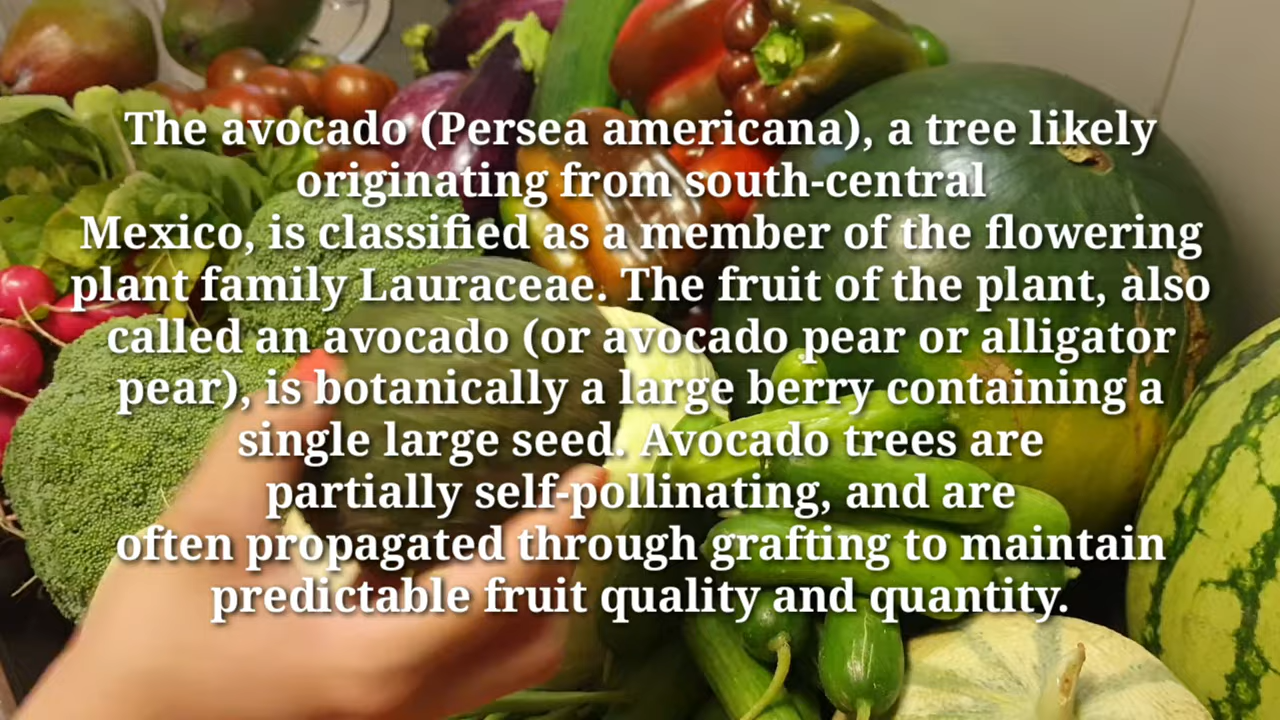 The avocado (Persea americana), a tree likely
originating from south-central
Mexico, is classified as a member of the flowering
plant family Lauraceae. The fruit of the plant, also
called an avocado (or avocado pear or alligator
pear), is botanically a large berry containing a
single large seed. Avocado trees are
partially self-pollinating, and are
often propagated through grafting to maintain
predictable fruit quality and quantity.